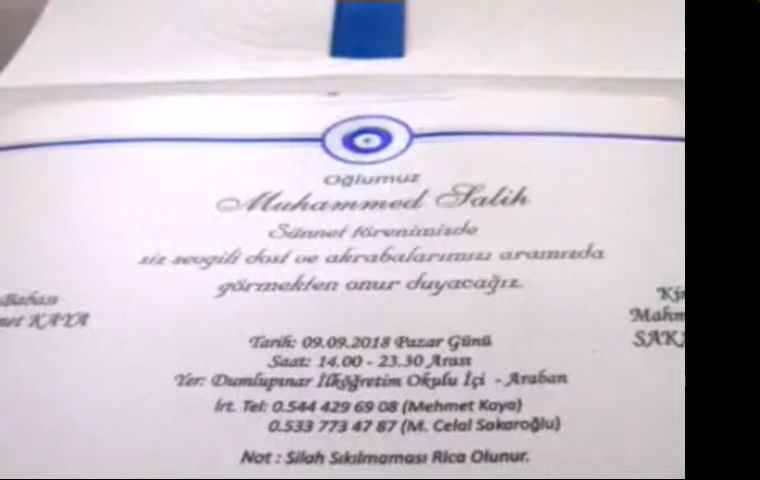 Oğlumuz
Muhammed Salih
Sünnet törenimizde
siz sevgili dost ve akrabalarımızı aramızda
görmekten onur duyacağız.
Babası
KAYA
Tarih: 09.09.2018 Pazar Günü
Saat: 14.00 - 23.30 Arası
Yer: Dumlupınar İlköğretim Okulu İçi - Araban
İrt. Tel: 0.544 429 69 08 (Mehmet Kaya)
0.533 773 47 87 (M. Celal Sakaroğlu)
Not : Silah Sıkılmaması Rica Olunur.